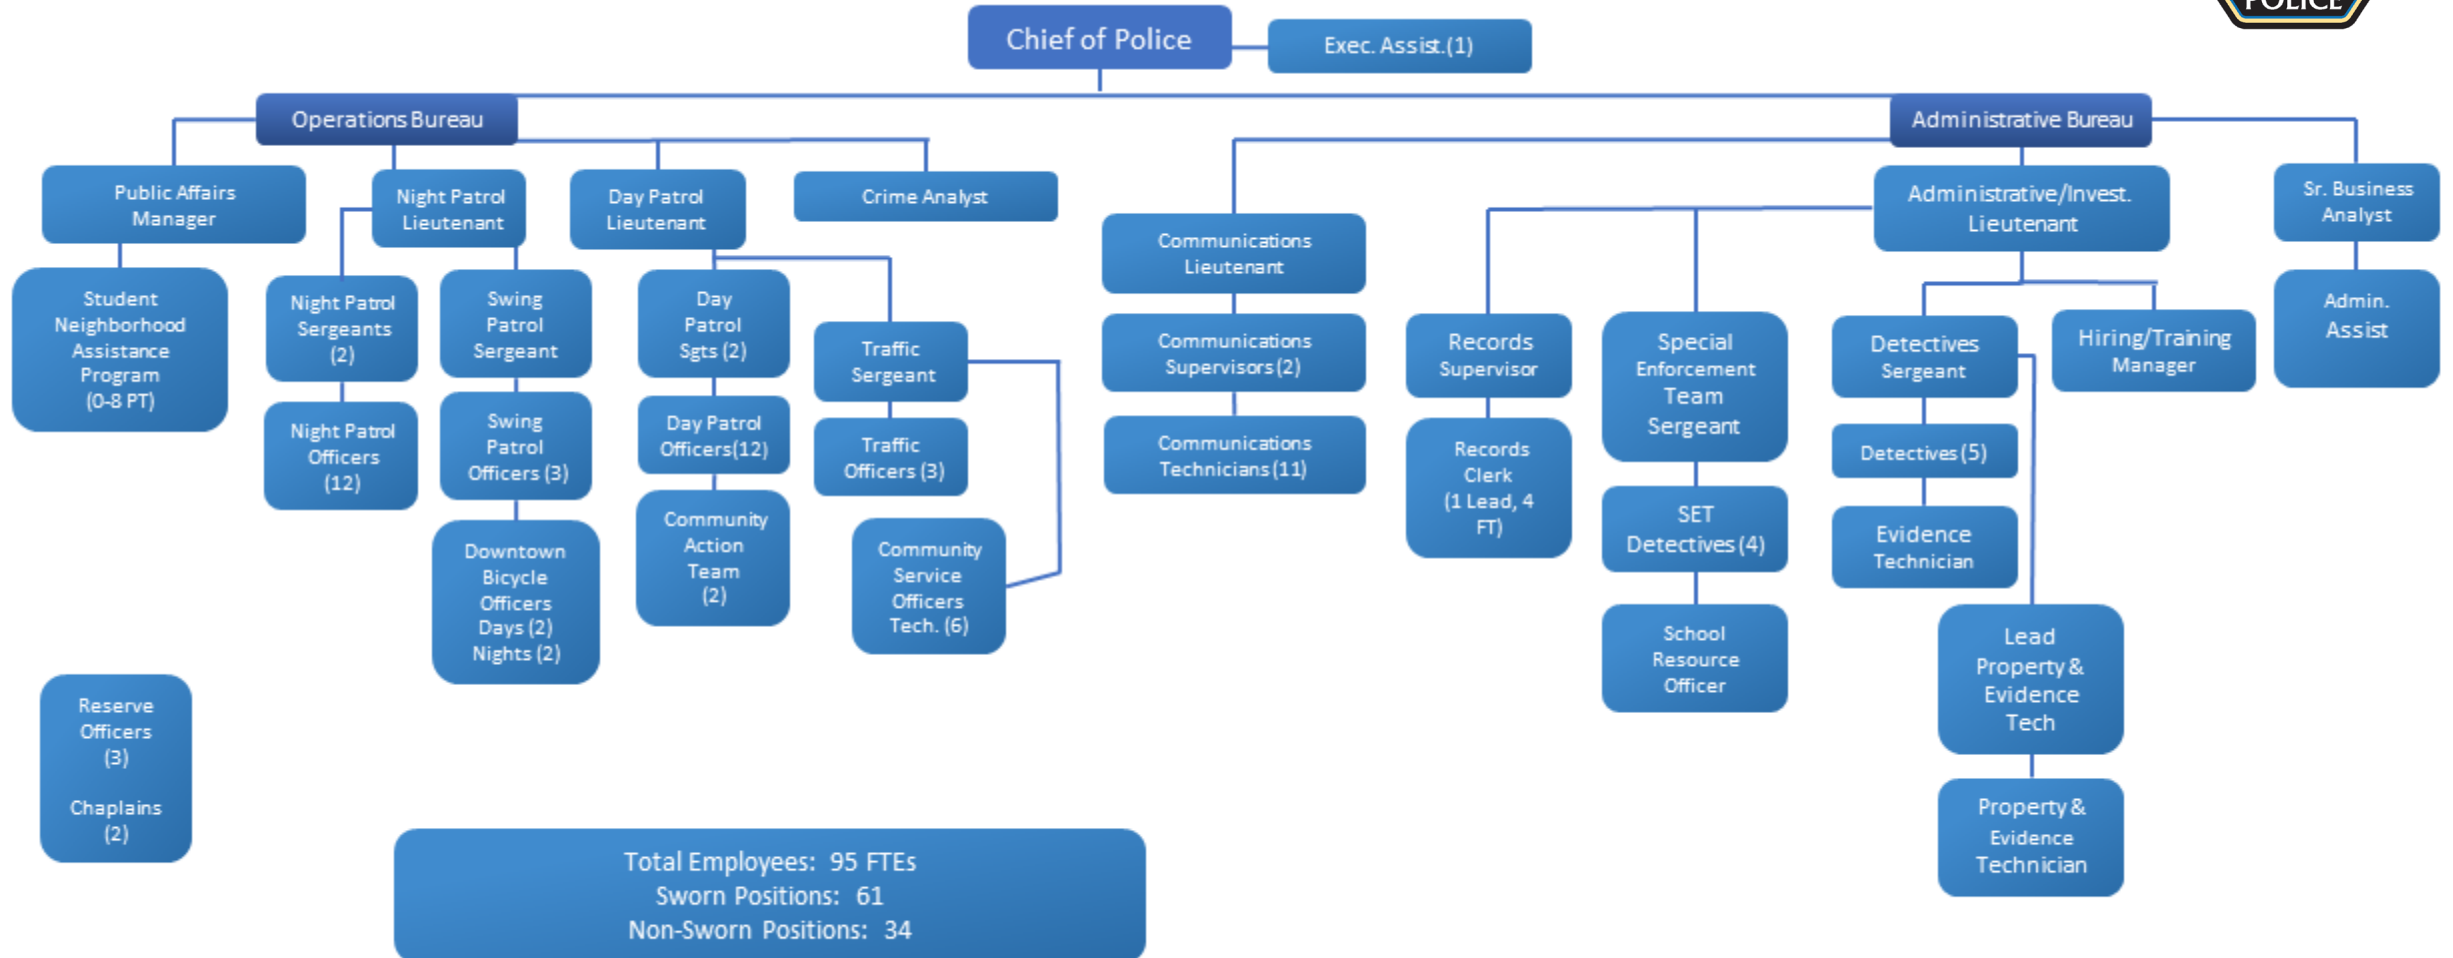 POLICE
Chief of Police
Exec. Assist.(1)
Operations Bureau
Administrative Bureau
Public Affairs
Manager
Night Patrol
Lieutenant
Day Patrol
Lieutenant
Crime Analyst
Communications
Lieutenant
Administrative/Invest.
Lieutenant
Sr. Business
Analyst
Student
Neighborhood
Assistance
Program
(0-8 PT)
Night Patrol
Sergeants
(2)
Swing
Patrol
Sergeant
Day
Patrol
Sgts (2)
Traffic
Sergeant
Communications
Supervisors (2)
Records
Supervisor
Special
Enforcement
Team
Sergeant
Detectives
Sergeant
Hiring/Training
Manager
Admin.
Assist
Night Patrol
Officers
(12)
Swing
Patrol
Officers (3)
Day Patrol
Officers(12)
Traffic
Officers (3)
Communications
Technicians (11)
Records
Clerk
(1 Lead, 4
FT)
SET
Detectives (4)
Detectives (5)
Evidence
Technician
Downtown
Bicycle
Officers
Days (2)
Nights (2)
Community
Action
Team
(2)
Community
Service
Officers
Tech. (6)
School
Resource
Officer
Lead
Property &
Evidence
Tech
Property &
Evidence
Technician
Reserve
Officers
(3)
Chaplains
(2)
Total Employees: 95 FTEs
Sworn Positions: 61
Non-Sworn Positions: 34